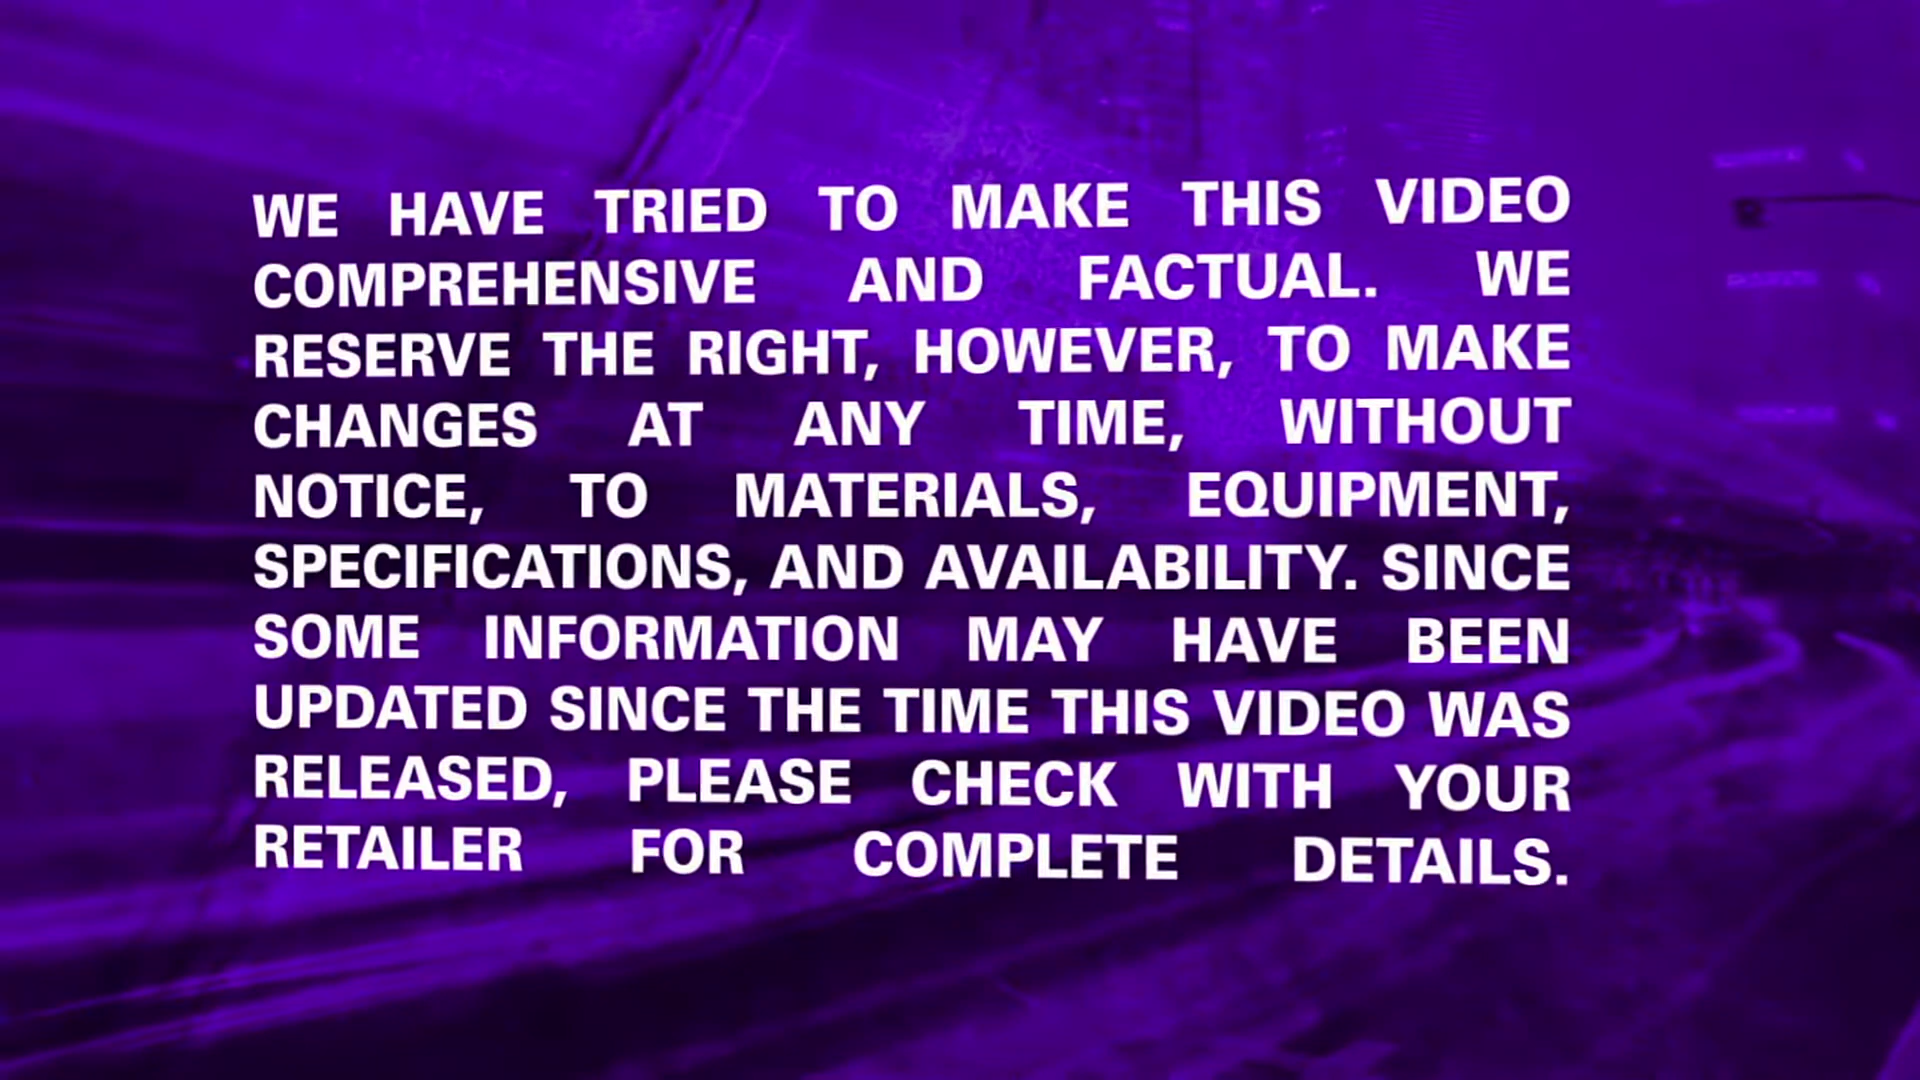 WE HAVE TRIED TO MAKE THIS VIDEO
COMPREHENSIVE AND FACTUAL. WE
RESERVE THE RIGHT, HOWEVER, TO MAKE
CHANGES AT ANY TIME, WITHOUT
NOTICE, TO MATERIALS, EQUIPMENT,
SPECIFICATIONS, AND AVAILABILITY. SINCE
SOME INFORMATION MAY HAVE BEEN
UPDATED SINCE THE TIME THIS VIDEO WAS
RELEASED, PLEASE CHECK WITH YOUR
RETAILER FOR COMPLETE DETAILS.